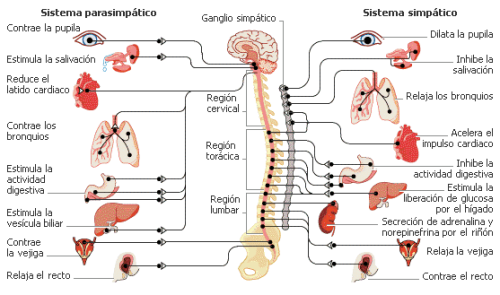 Sistema parasimpático
Contrae la pupila
Estimula la salivación
Reduce el
latido cardiaco
Contrae los
bronquios
Estimula la
actividad
digestiva
Estimula la
vesícula biliar
Contrae
la vejiga
Relaja el recto
Ganglio simpático
Región
cervical
Región
torácica
Región
lumbar
Sistema simpático
Dilata la pupila
Inhibe la
salivación
Relaja los bronquios
Acelera el
impulso cardiaco
Inhibe la
actividad digestiva
Estimula la
liberación de glucosa
por el hígado
Secreción de adrenalina y
norepinefrina por el riñón
Relaja la vejiga
Contrae el recto